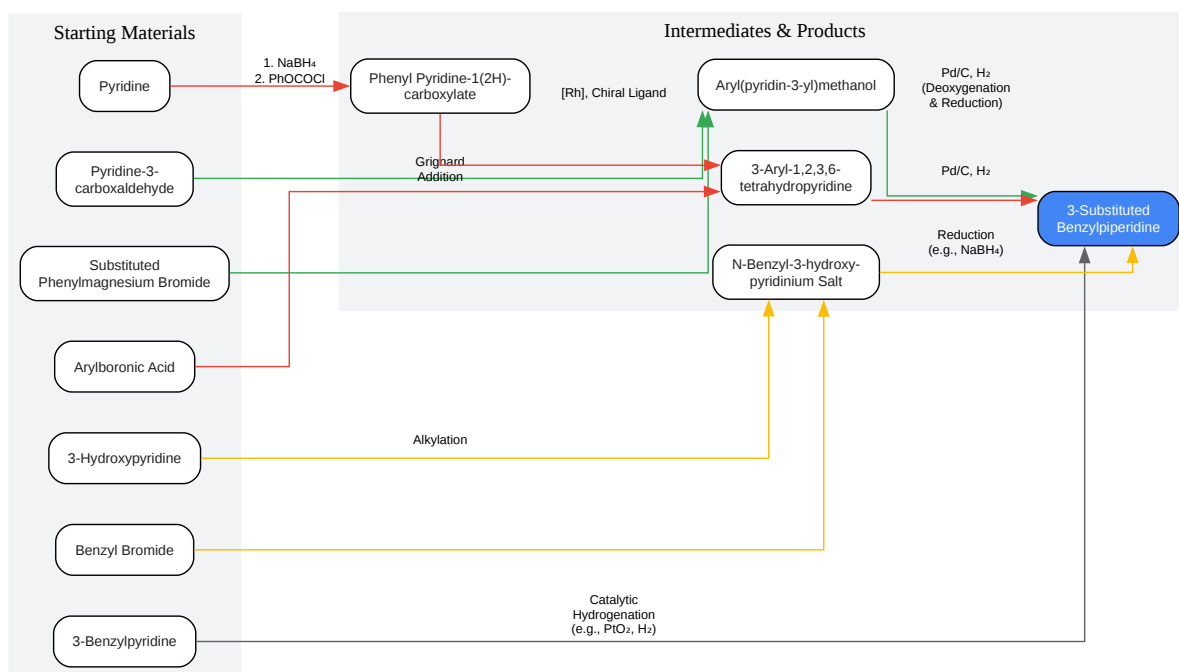 Starting Materials
Intermediates & Products
Pyridine
1. NaBH₄
2. PhOCOCl
Phenyl Pyridine-1(2H)-
carboxylate
[Rh], Chiral Ligand
Aryl(pyridin-3-yl)methanol
Pd/C, H₂
(Deoxygenation
& Reduction)
Pyridine-3-
carboxaldehyde
Grignard
Addition
3-Aryl-1,2,3,6-
tetrahydropyridine
Pd/C, H₂
3-Substituted
Benzylpiperidine
Substituted
Phenylmagnesium Bromide
N-Benzyl-3-hydroxy-
pyridinium Salt
Reduction
(e.g., NaBH₄)
Arylboronic Acid
3-Hydroxypyridine
Alkylation
Benzyl Bromide
3-Benzylpyridine
Catalytic
Hydrogenation
(e.g., PtO₂, H₂)